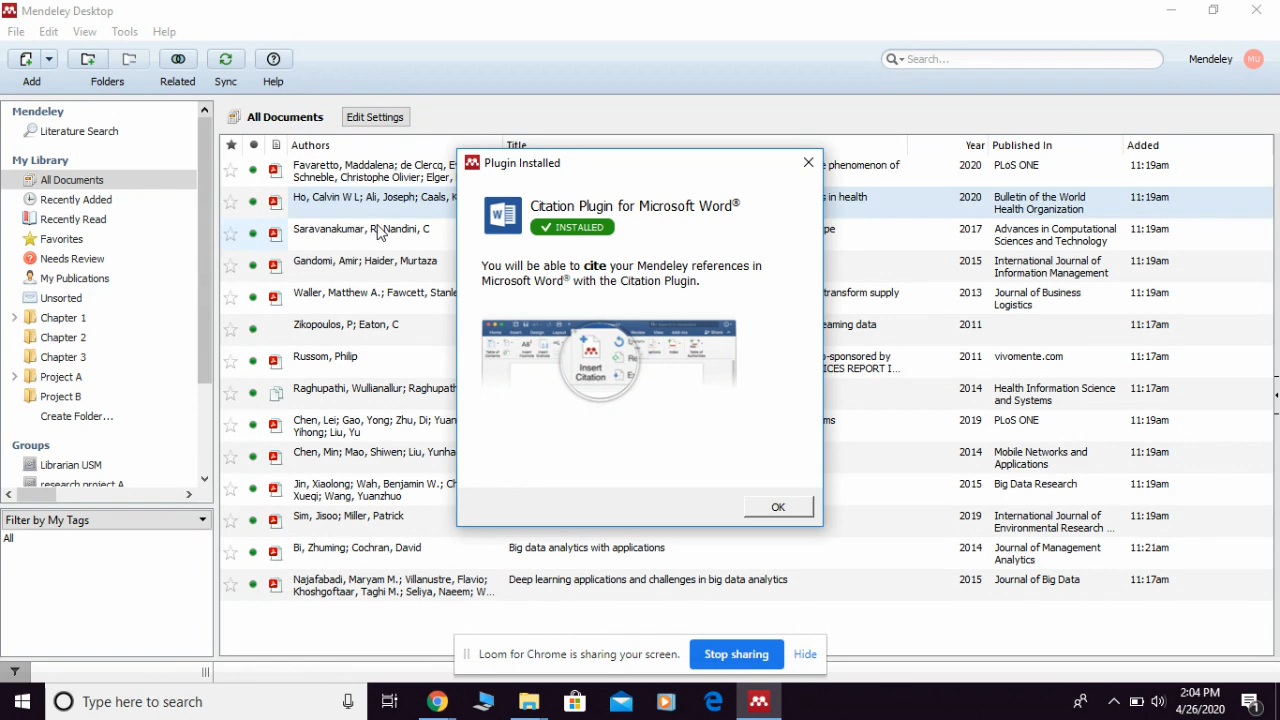 Mendeley Desktop
File Edit View Tools Help
Add Folders Related Sync Help
Search...
Mendeley MU
Mendeley
Literature Search
My Library
All Documents
Recently Added
Recently Read
Favorites
Needs Review
My Publications
Unsorted
Chapter 1
Chapter 2
Chapter 3
Project A
Project B
Create Folder...
Groups
Librarian USM
research project A
Filter by My Tags
All
All Documents Edit Settings
Authors Title Year Published In Added
Favaretto, Maddalena; de Clercq, phenomenon of 2020 PLoS ONE 11:19am
Schneble, Christophe Olivier; Elger,
Ho, Calvin W L; Ali, Joseph; Caals, K in health 2020 Bulletin of the World 11:19am
Health Organization
Saravanakumar, R; Nandini, C 2017 Advances in Computational 11:19am
Sciences and Technology
Gandomi, Amir; Haider, Murtaza 2015 International Journal of 11:19am
Information Management
Waller, Matthew A.; Fawcett, transform supply 2013 Journal of Business 11:19am
Logistics
Zikopoulos, P; Eaton, C data 2011 11:19am
Russom, Philip co-sponsored by 2011 vivomente.com 11:19am
REPORT I...
Raghupathi, Wullianallur; Raghupath 2014 Health Information Science 11:19am
and Systems
Chen, Lei; Gao, Yong; Zhu, Di; 2019 PLoS ONE 11:19am
Yihong; Liu, Yu
Chen, Min; Mao, Shiwen; Liu, 2014 Mobile Networks and 11:19am
Applications
Jin, Xiaolong; Wah, Benjamin W.; 2015 Big Data Research 11:19am
Xueqi; Wang, Yuanzhuo
Sim, Jisoo; Miller, Patrick 2019 International Journal of 11:19am
Environmental Research ...
Bi, Zhuming; Cochran, David Big data analytics with applications 2014 Journal of Management 11:21am
Analytics
Najafabadi, Maryam M.; Villanustre, Flavio; Deep learning applications and challenges in big data analytics 2015 Journal of Big Data 11:17am
Khoshgoftaar, Taghi M.; Seliya, Naeem; W...
Plugin Installed
Citation Plugin for Microsoft Word®
INSTALLED
You will be able to cite your Mendeley references in
Microsoft Word® with the Citation Plugin.
Insert
Citation
OK
Loom for Chrome is sharing your screen. Stop sharing Hide
Type here to search
2:04 PM
4/26/2020